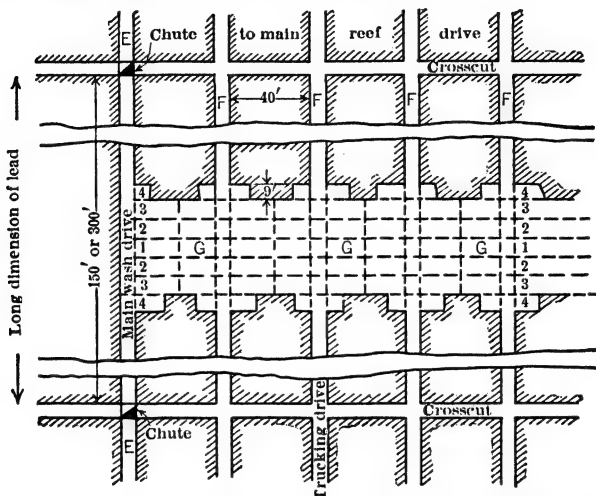 E
Chute to main reef drive
Crosscut
F 40' F F F
Long dimension of lead
150' or 300'
Main wash drive
9'
4 4
3 3
2 2
1 G G G 1
2 2
3 3
4 4
Crosscut
Chute
E
Trucking drive